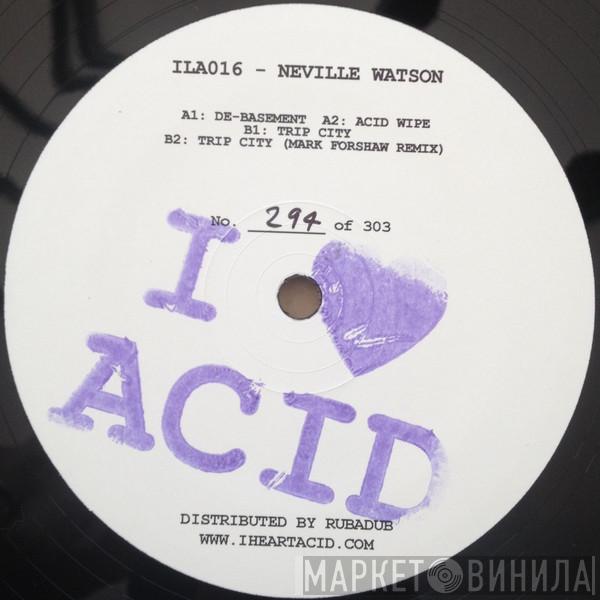 ILA016 - NEVILLE WATSON
A1: DE-BASEMENT A2: ACID WIPE
B1: TRIP CITY
B2: TRIP CITY (MARK FORSHAW REMIX)
No. 294 of 303
I
ACID
DISTRIBUTED BY RUBADUB
WWW.IHEARTACID.COM
МАРКЕТ ВИНИЛА